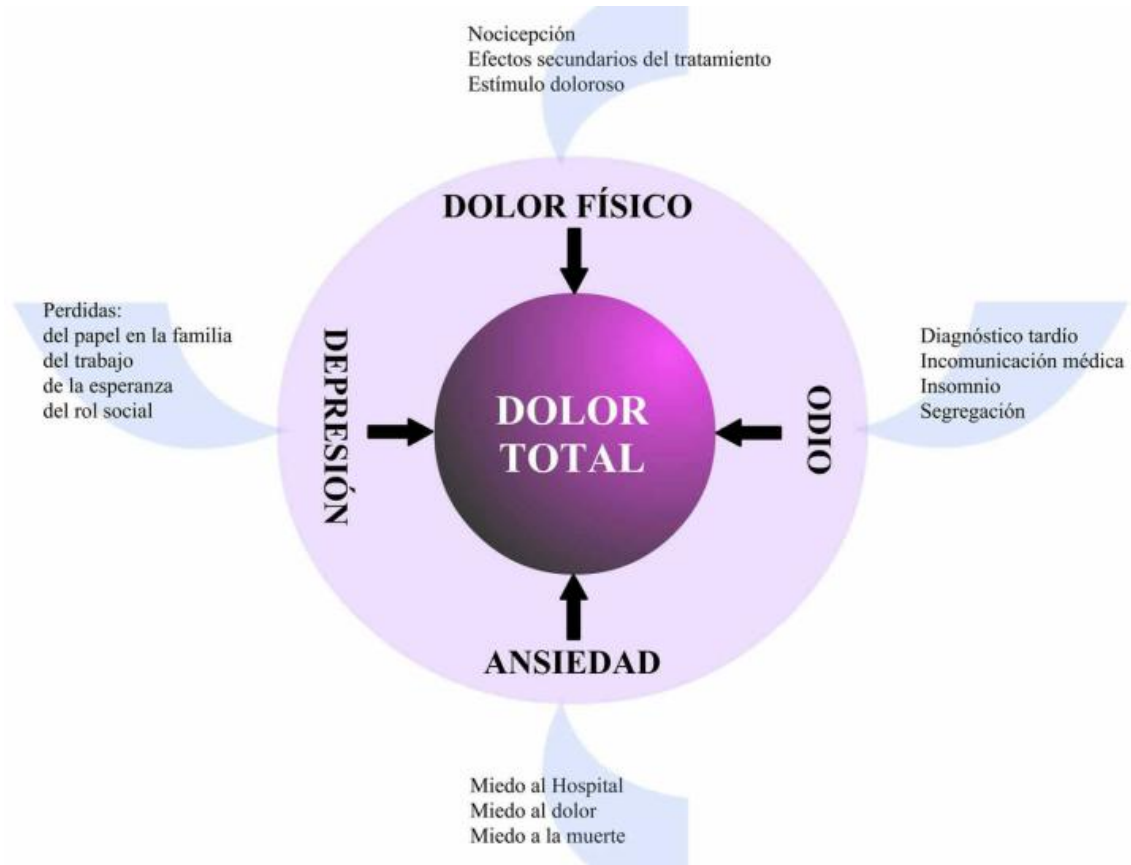 Nocicepción
Efectos secundarios del tratamiento
Estímulo doloroso
DOLOR FÍSICO
Perdidas:
del papel en la familia
del trabajo
de la esperanza
del rol social
DEPRESIÓN
DOLOR
TOTAL
ODIO
Diagnóstico tardío
Incomunicación médica
Insomnio
Segregación
ANSIEDAD
Miedo al Hospital
Miedo al dolor
Miedo a la muerte